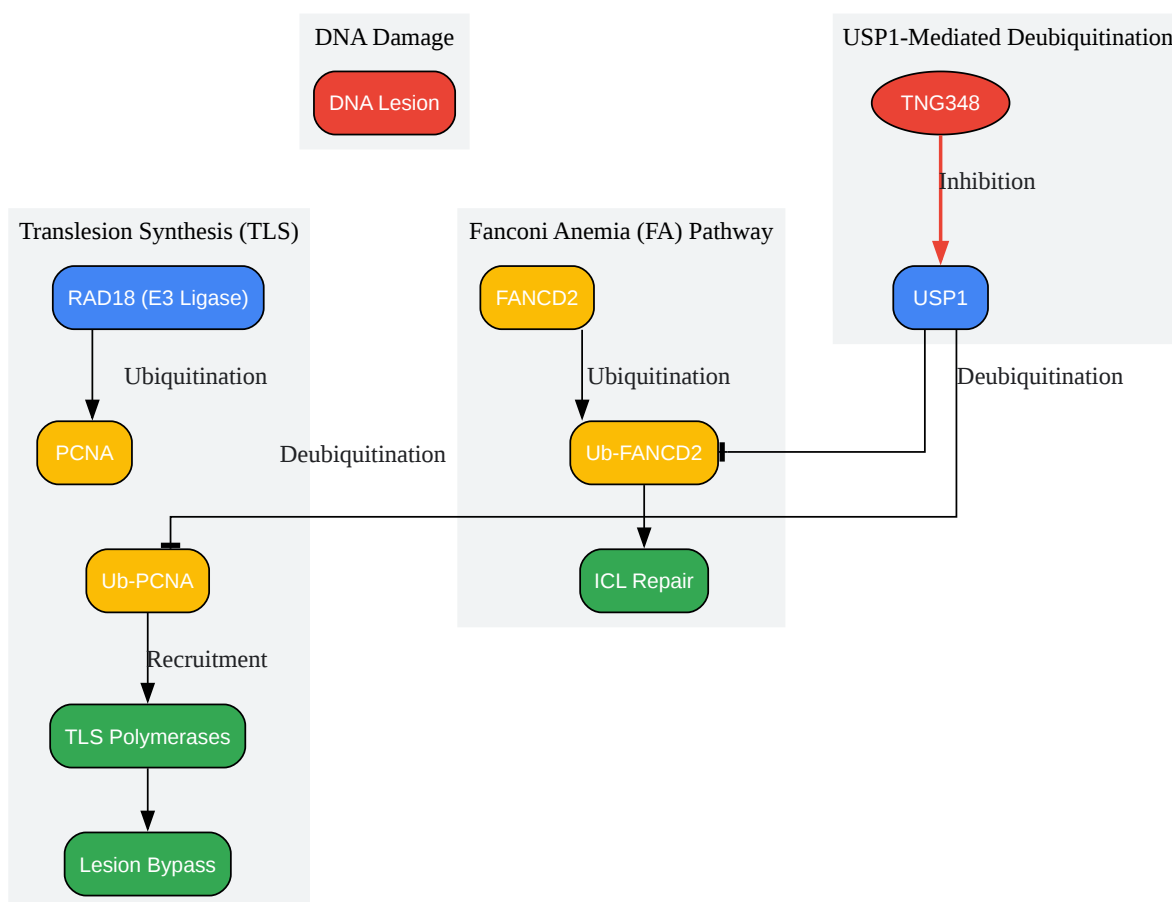 DNA Damage
DNA Lesion
USP1-Mediated Deubiquitination
TNG348
Inhibition
USP1
Deubiquitination
Translesion Synthesis (TLS)
RAD18 (E3 Ligase)
Ubiquitination
PCNA
Deubiquitination
Ub-PCNA
Recruitment
TLS Polymerases
Lesion Bypass
Fanconi Anemia (FA) Pathway
FANCD2
Ubiquitination
Ub-FANCD2
ICL Repair